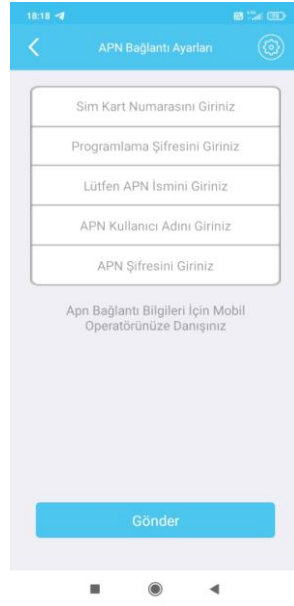 18:18
APN Bağlantı Ayarları
Sim Kart Numarasını Giriniz
Programlama Şifresini Giriniz
Lütfen APN İsmini Giriniz
APN Kullanıcı Adını Giriniz
APN Şifresini Giriniz
Apn Bağlantı Bilgileri İçin Mobil
Operatörünüze Danışınız
Gönder